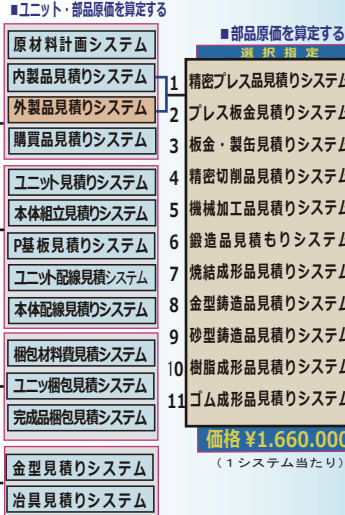 ■ユニット・部品原価を算定する
原材料計画システム
内製品見積りシステム
外製品見積りシステム
購買品見積りシステム
ユニット見積りシステム
本体組立見積りシステム
P基板見積りシステム
ユニット配線見積システム
本体配線見積りシステム
梱包材料費見積システム
ユニッ梱包見積システム
完成品梱包見積システム
金型見積りシステム
冶具見積りシステム
■部品原価を算定する
選択指定
1 精密プレス品見積りシステム
2 プレス板金見積りシステム
3 板金・製缶見積りシステム
4 精密切削品見積りシステム
5 機械加工品見積りシステム
6 鍛造品見積もりシステム
7 焼結成形品見積りシステム
8 金型鋳造品見積りシステム
9 砂型鋳造品見積りシステム
10 樹脂成形品見積りシステム
11 ゴム成形品見積りシステム
価格 ¥1.660.000
（１システム当たり）